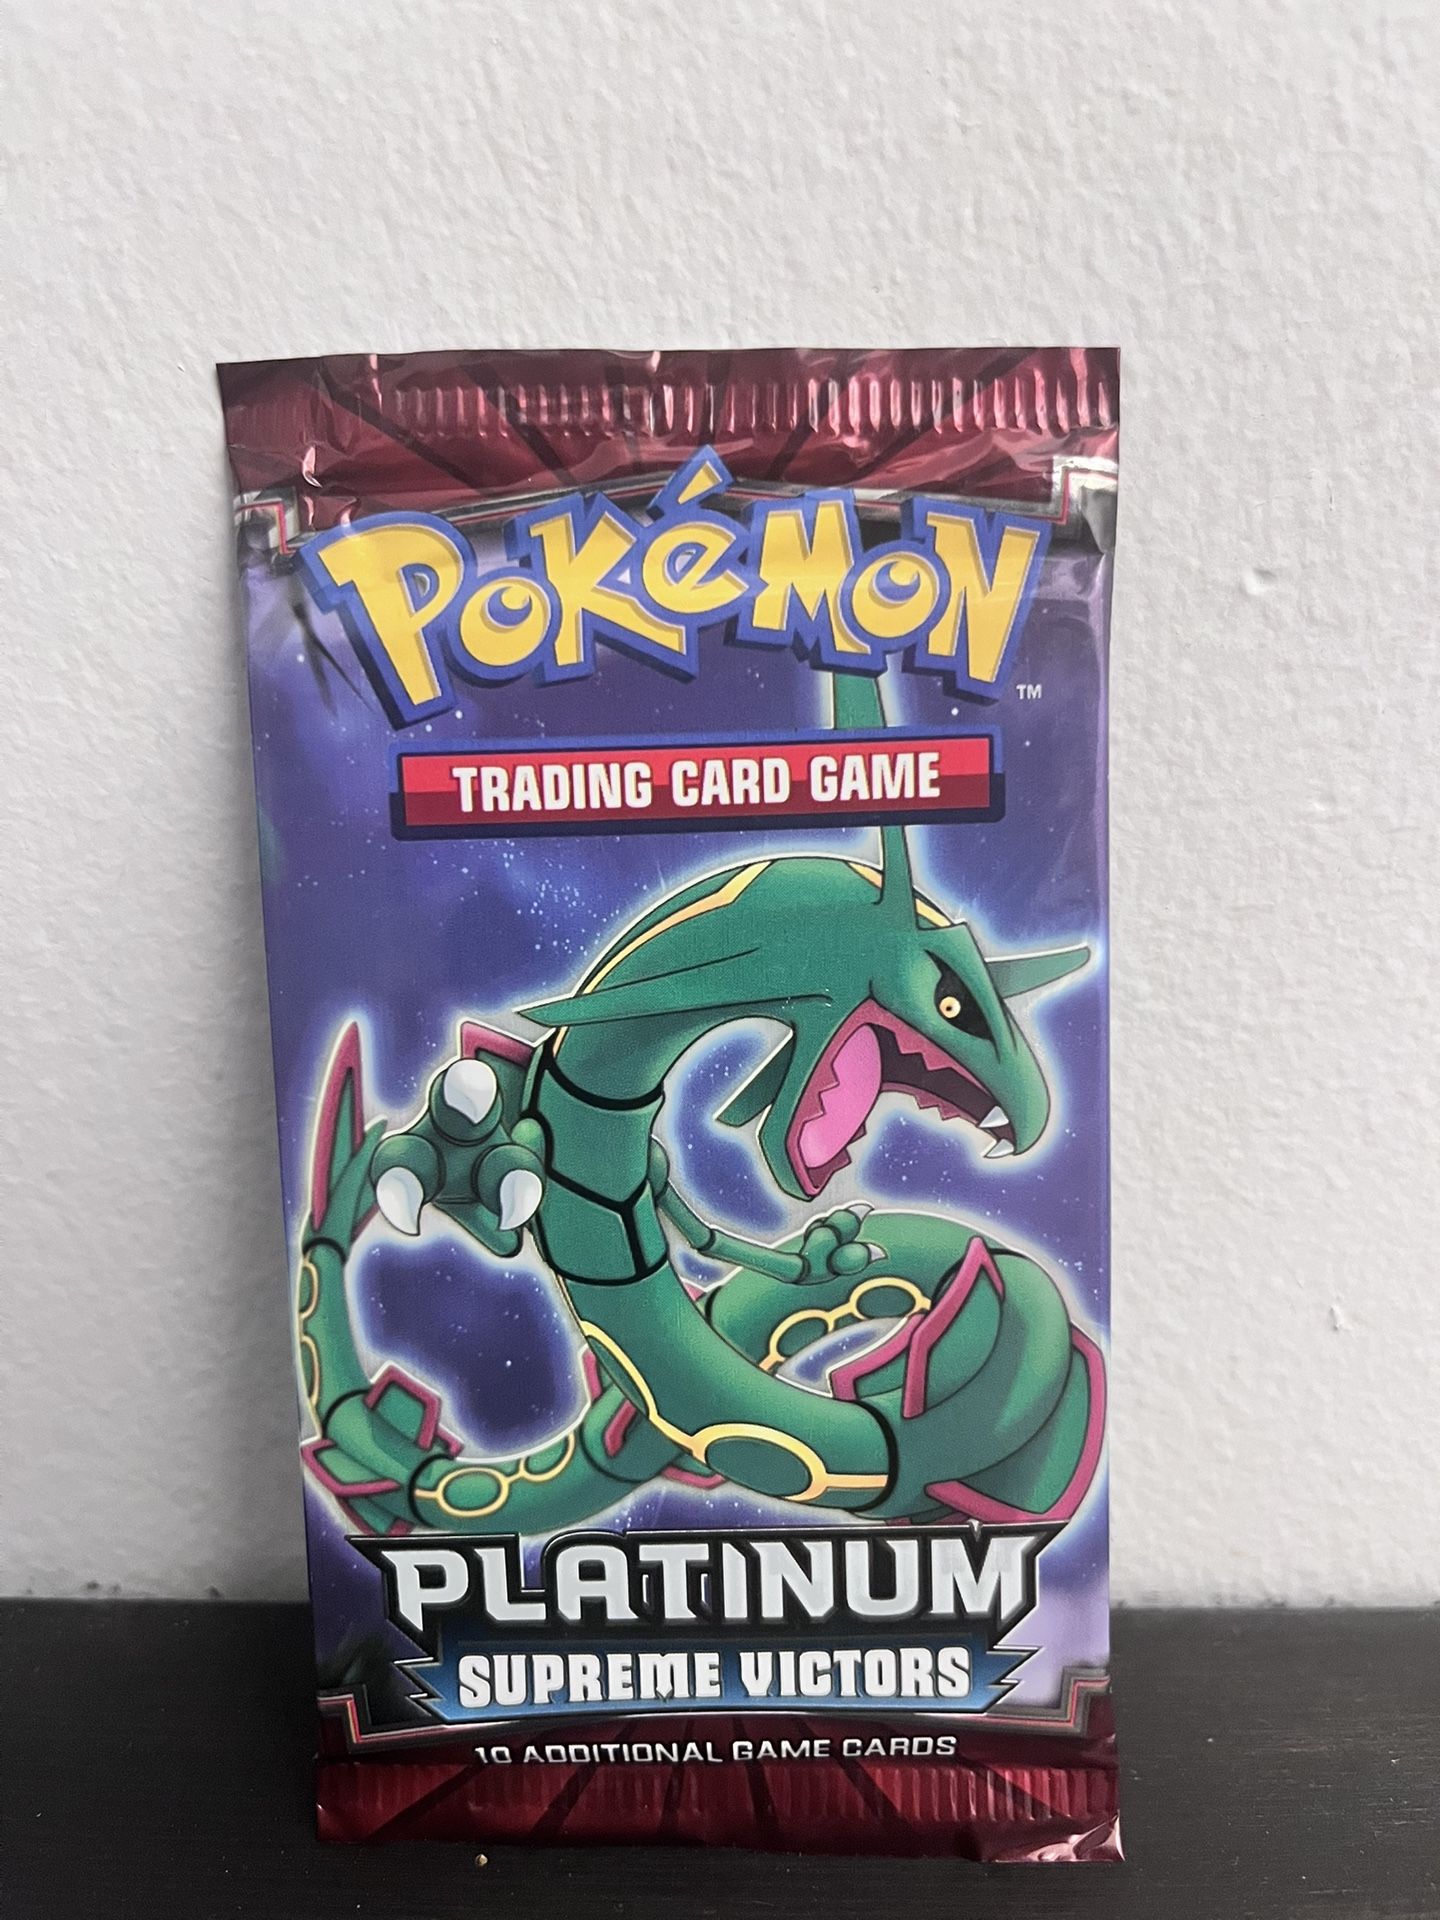 POKéMON
TM
TRADING CARD GAME
PLATINUM
SUPREME VICTORS
10 ADDITIONAL GAME CARDS